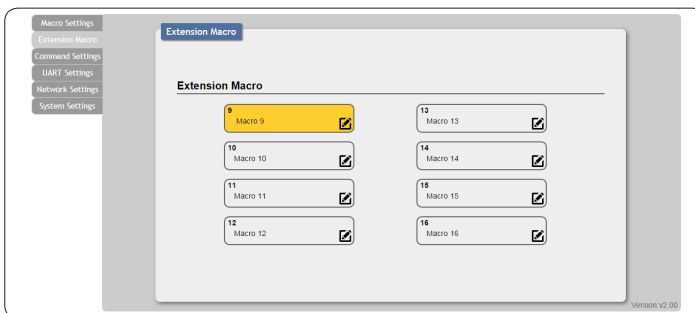 Macro Settings
Extension Macro
Command Settings
UART Settings
Network Settings
System Settings
Extension Macro
Extension Macro
9
Macro 9
10
Macro 10
11
Macro 11
12
Macro 12
13
Macro 13
14
Macro 14
15
Macro 15
16
Macro 16
Version:v2.00